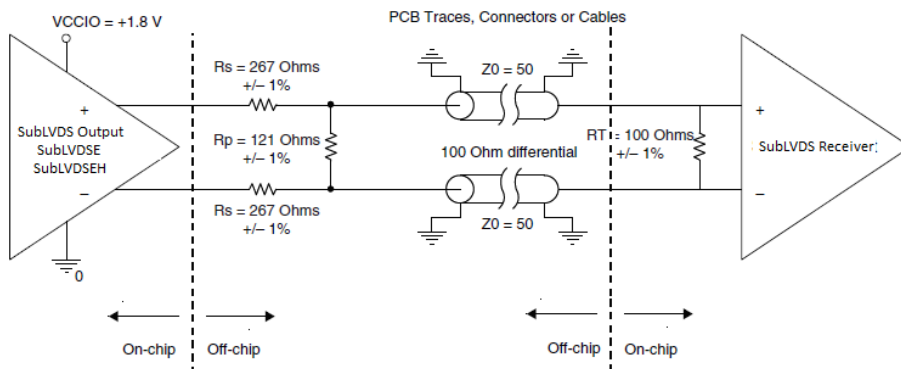 PCB Traces, Connectors or Cables
VCCIO = +1.8 V
Rs = 267 Ohms
+/– 1%
Z0 = 50
+
SubLVDS Output
SubLVDSE
SubLVDSEH
–
Rp = 121 Ohms
+/– 1%
100 Ohm differential
RT = 100 Ohms
+/– 1%
+
SubLVDS Receiver
–
Rs = 267 Ohms
+/– 1%
Z0 = 50
0
On-chip
Off-chip
Off-chip
On-chip